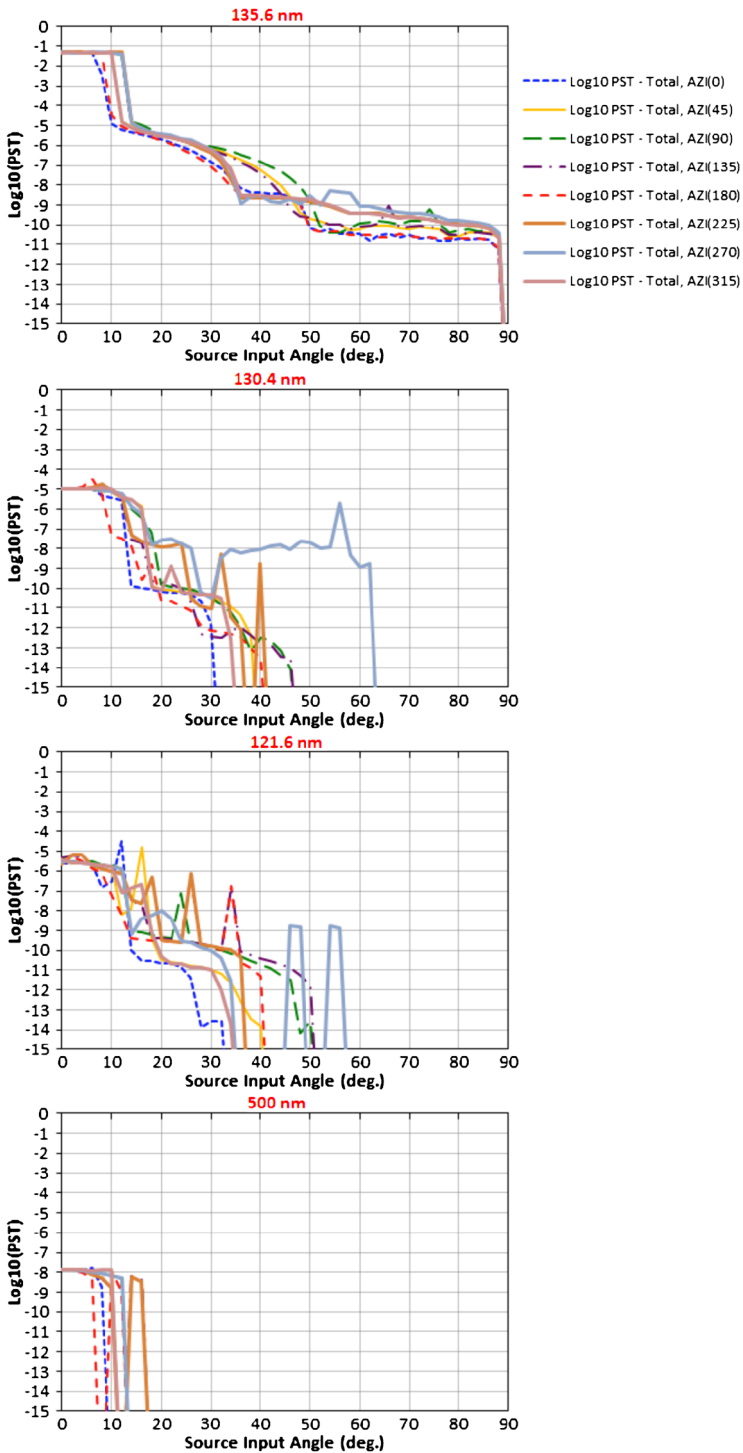 135.6 nm
0
-1
-2
-3
-4
-5
-6
-7
-8
-9
-10
-11
-12
-13
-14
-15
Log10(PST)
0 10 20 30 40 50 60 70 80 90
Source Input Angle (deg.)
Log10 PST - Total, AZI(0)
Log10 PST - Total, AZI(45)
Log10 PST - Total, AZI(90)
Log10 PST - Total, AZI(135)
Log10 PST - Total, AZI(180)
Log10 PST - Total, AZI(225)
Log10 PST - Total, AZI(270)
Log10 PST - Total, AZI(315)
130.4 nm
0
-1
-2
-3
-4
-5
-6
-7
-8
-9
-10
-11
-12
-13
-14
-15
Log10(PST)
0 10 20 30 40 50 60 70 80 90
Source Input Angle (deg.)
121.6 nm
0
-1
-2
-3
-4
-5
-6
-7
-8
-9
-10
-11
-12
-13
-14
-15
Log10(PST)
0 10 20 30 40 50 60 70 80 90
Source Input Angle (deg.)
500 nm
0
-1
-2
-3
-4
-5
-6
-7
-8
-9
-10
-11
-12
-13
-14
-15
Log10(PST)
0 10 20 30 40 50 60 70 80 90
Source Input Angle (deg.)